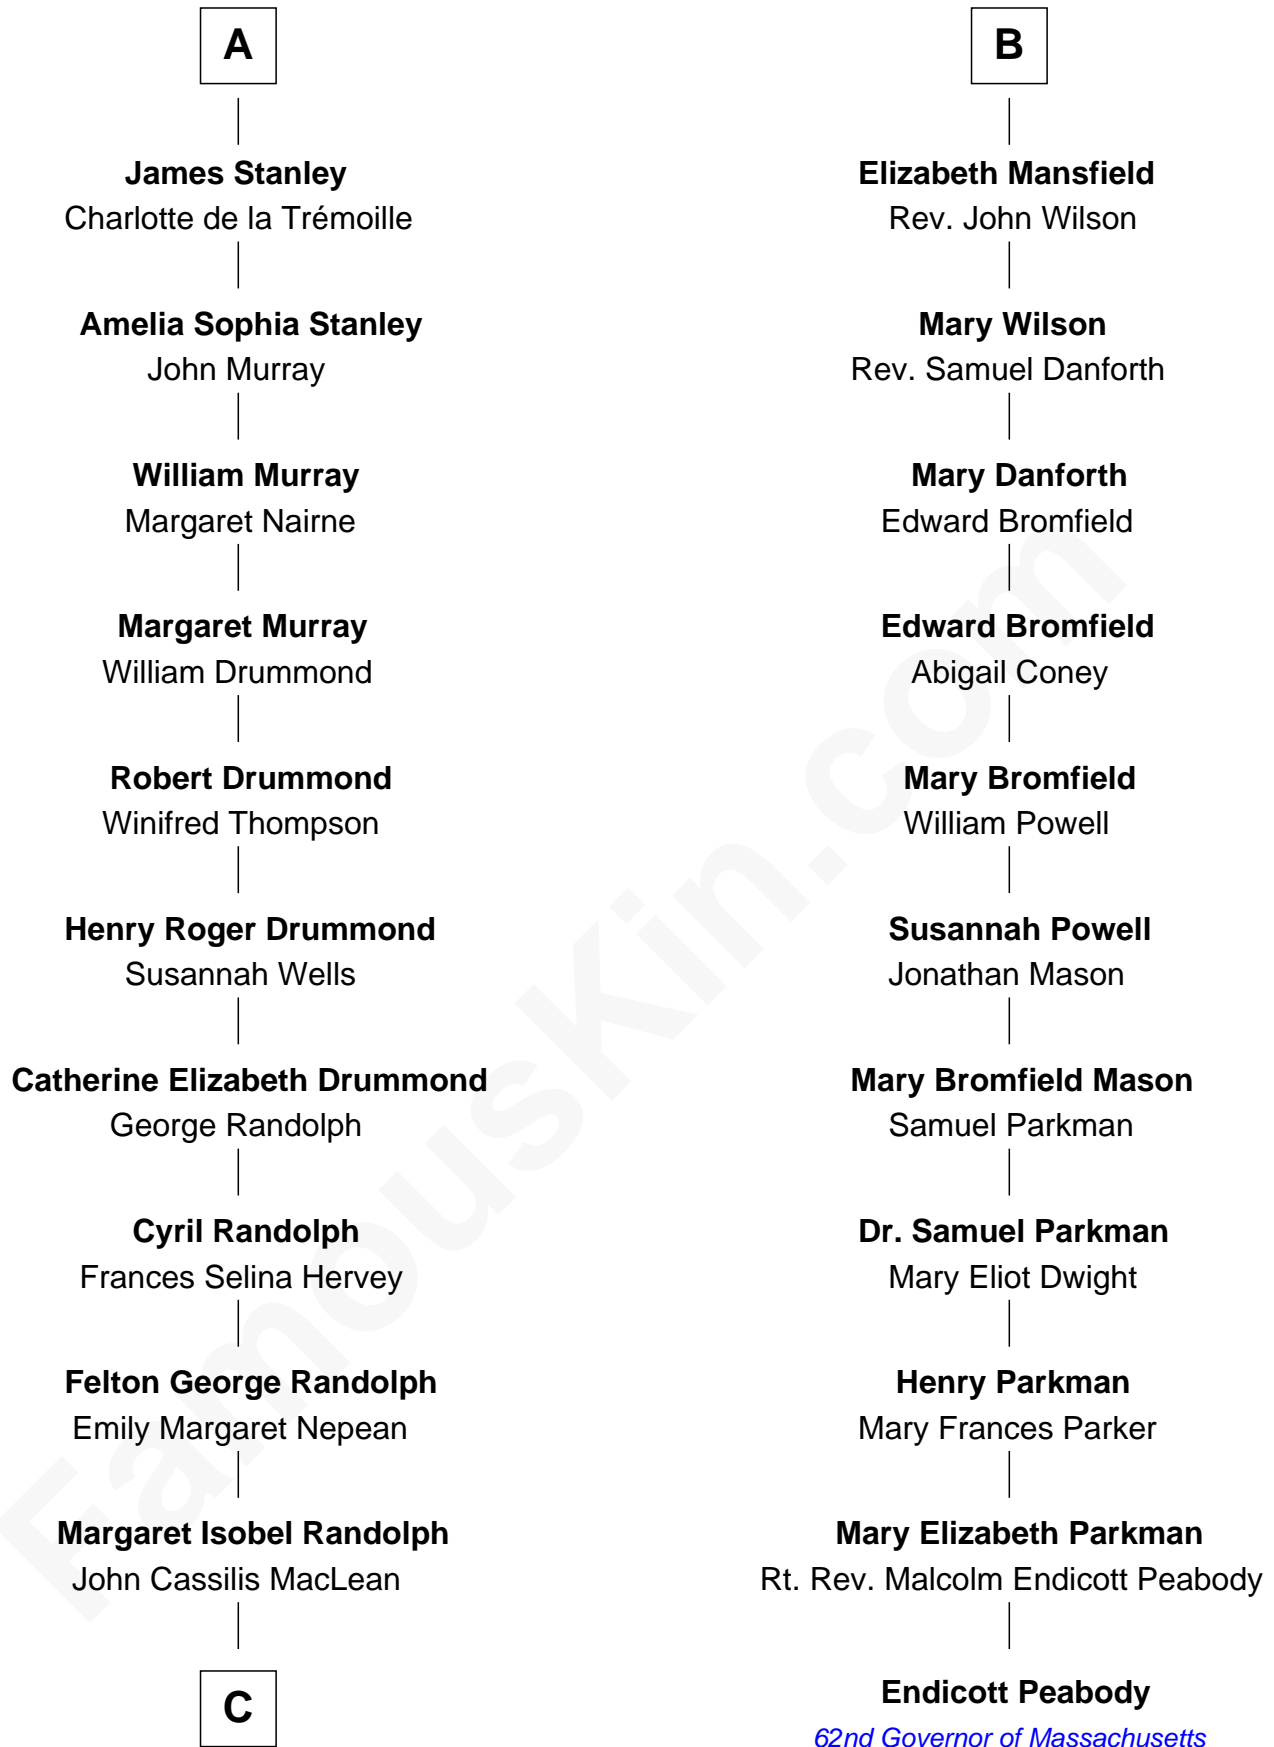 A
James Stanley
Charlotte de la Trémoille
Amelia Sophia Stanley
John Murray
William Murray
Margaret Nairne
Margaret Murray
William Drummond
Robert Drummond
Winifred Thompson
Henry Roger Drummond
Susannah Wells
Catherine Elizabeth Drummond
George Randolph
Cyril Randolph
Frances Selina Hervey
Felton George Randolph
Emily Margaret Nepean
Margaret Isobel Randolph
John Cassilis MacLean
C
B
Elizabeth Mansfield
Rev. John Wilson
Mary Wilson
Rev. Samuel Danforth
Mary Danforth
Edward Bromfield
Edward Bromfield
Abigail Coney
Mary Bromfield
William Powell
Susannah Powell
Jonathan Mason
Mary Bromfield Mason
Samuel Parkman
Dr. Samuel Parkman
Mary Eliot Dwight
Henry Parkman
Mary Frances Parker
Mary Elizabeth Parkman
Rt. Rev. Malcolm Endicott Peabody
Endicott Peabody
62nd Governor of Massachusetts
FamousKin.com